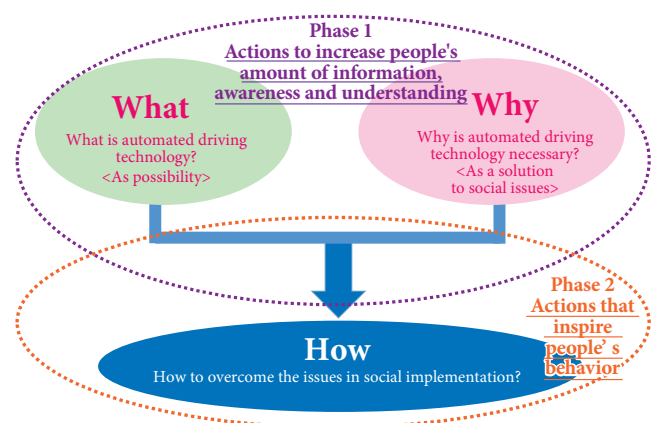 Phase 1
Actions to increase people's
amount of information,
awareness and understanding
What
What is automated driving
technology?
<As possibility>
Why
Why is automated driving
technology necessary?
<As a solution
to social issues>
Phase 2
Actions that
inspire
people’ s
behavior
How
How to overcome the issues in social implementation?